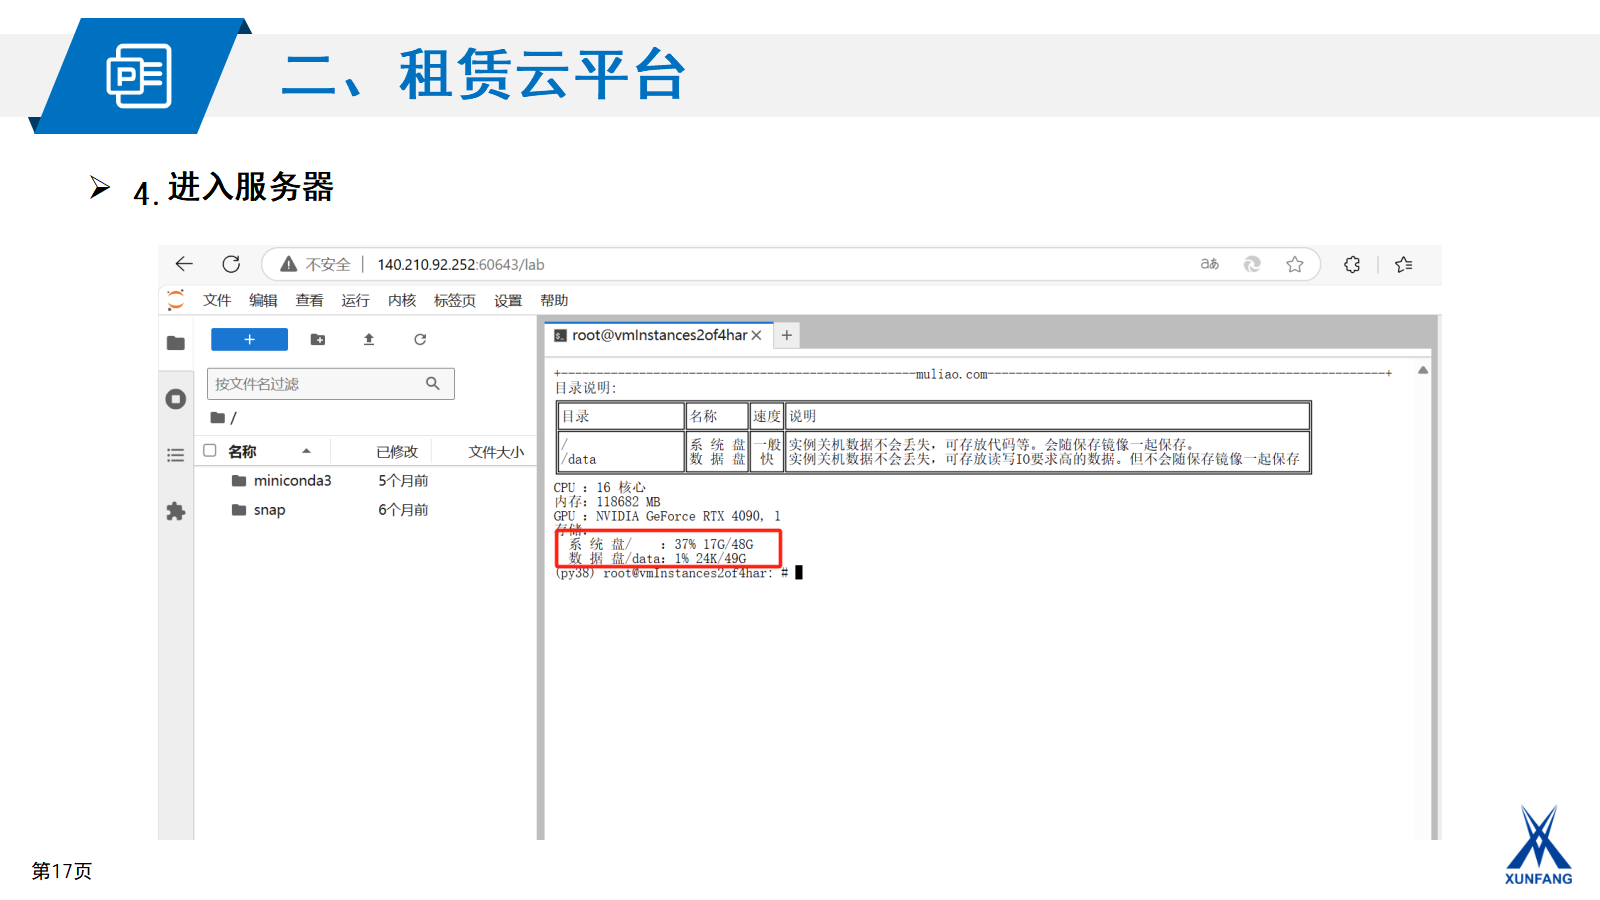 二、租赁云平台
4. 进入服务器
不安全 140.210.92.252:60643/lab aあ
文件 编辑 查看 运行 内核 标签页 设置 帮助
+
root@vmInstances2of4har × +
按文件名过滤
/
名称 已修改 文件大小
miniconda3 5个月前
snap 6个月前
+--------------------------------------------------muliao.com--------------------------------------------------------+
目录说明:
目录 名称 速度 说明
/ 系 统 盘 一般 实例关机数据不会丢失，可存放代码等。会随保存镜像一起保存。
/data 数 据 盘 快 实例关机数据不会丢失，可存放读写IO要求高的数据。但不会随保存镜像一起保存
CPU : 16 核心
内存: 118682 MB
GPU : NVIDIA GeForce RTX 4090, 1
存储:
系 统 盘/ : 37% 17G/48G
数 据 盘/data: 1% 24K/49G
(py38) root@vmInstances2of4har: #
第17页
XUNFANG